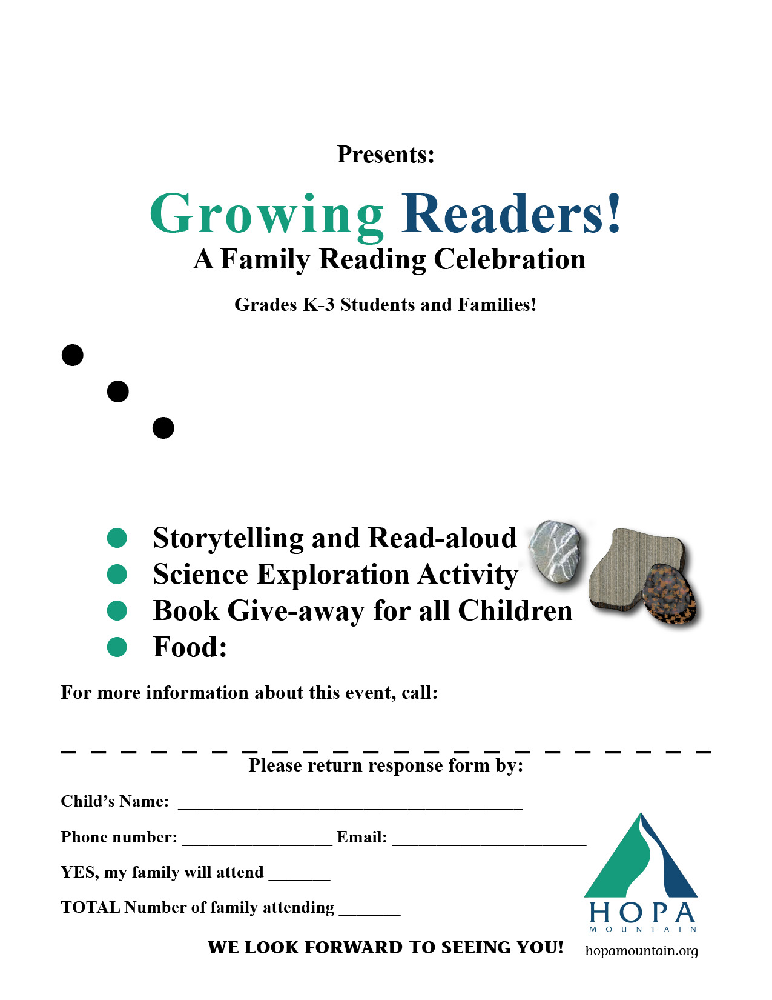 Presents:
Growing Readers!
A Family Reading Celebration
Grades K-3 Students and Families!
●
●
●
● Storytelling and Read-aloud
● Science Exploration Activity
● Book Give-away for all Children
● Food:
For more information about this event, call:
Please return response form by:
Child’s Name: _______________________________________
Phone number: _________________ Email: ______________________
YES, my family will attend _______
TOTAL Number of family attending _______
WE LOOK FORWARD TO SEEING YOU!
HOPA
MOUNTAIN
hopamountain.org